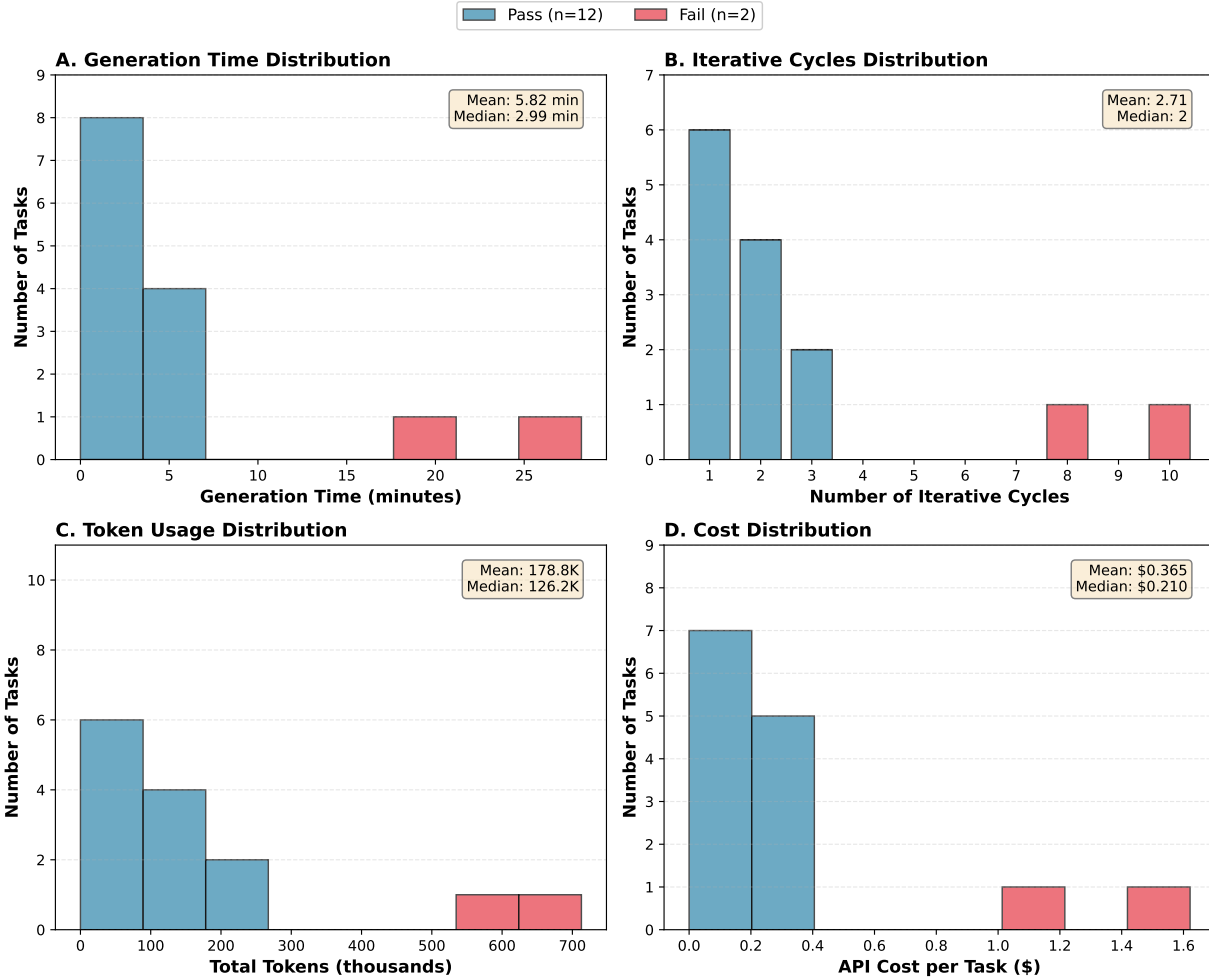 Pass (n=12) Fail (n=2)
A. Generation Time Distribution
9
8
7
6
5
4
3
2
1
0
Number of Tasks
Mean: 5.82 min
Median: 2.99 min
0 5 10 15 20 25
Generation Time (minutes)
B. Iterative Cycles Distribution
7
6
5
4
3
2
1
0
Number of Tasks
Mean: 2.71
Median: 2
1 2 3 4 5 6 7 8 9 10
Number of Iterative Cycles
C. Token Usage Distribution
10
8
6
4
2
0
Number of Tasks
Mean: 178.8K
Median: 126.2K
0 100 200 300 400 500 600 700
Total Tokens (thousands)
D. Cost Distribution
9
8
7
6
5
4
3
2
1
0
Number of Tasks
Mean: $0.365
Median: $0.210
0.0 0.2 0.4 0.6 0.8 1.0 1.2 1.4 1.6
API Cost per Task ($)